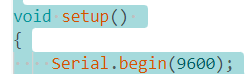 void setup()
{
Serial.begin(9600);